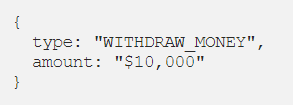 {
  type: "WITHDRAW_MONEY",
  amount: "$10,000"
}